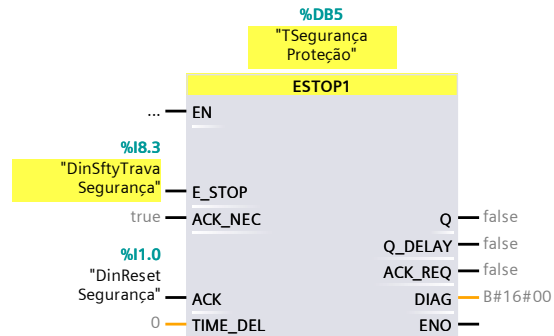 %DB5
"TSegurança
Proteção"
ESTOP1
... EN
%I8.3
"DinSftyTrava
Segurança" E_STOP
true ACK_NEC Q false
Q_DELAY false
%I1.0
ACK_REQ false
"DinReset
Segurança" ACK DIAG B#16#00
0 TIME_DEL ENO